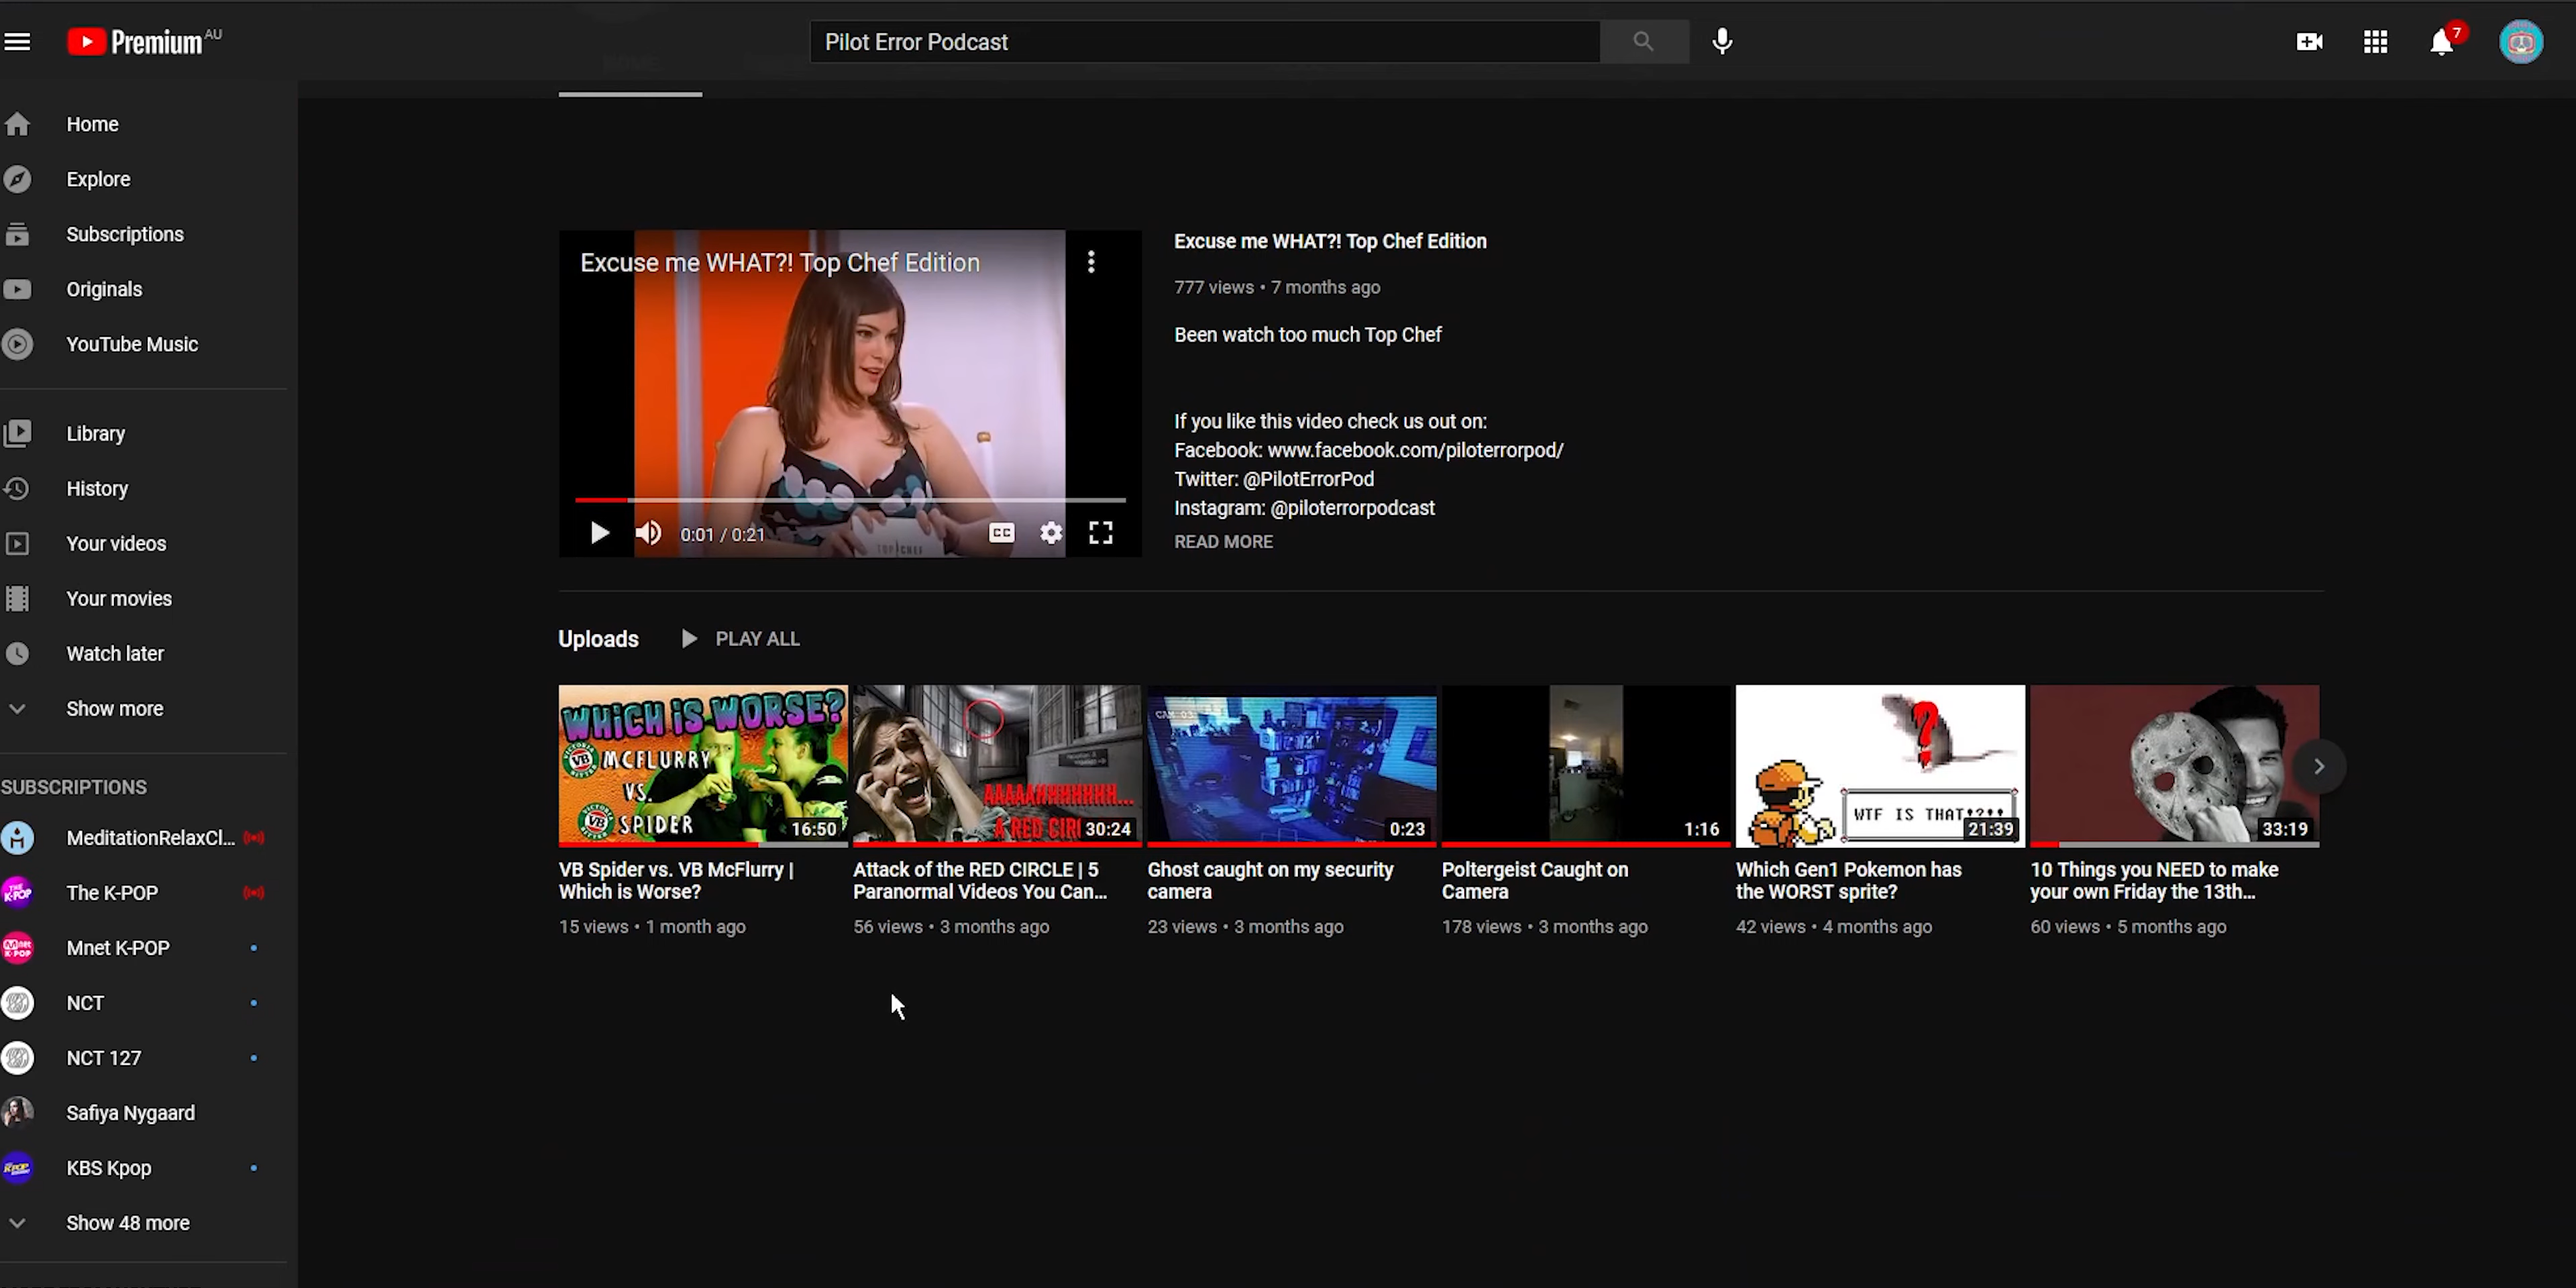 Premium AU
Pilot Error Podcast
7
Home
Explore
Subscriptions
Originals
YouTube Music
Library
History
Your videos
Your movies
Watch later
Show more
SUBSCRIPTIONS
MeditationRelaxCl...
The K-POP
Mnet K-POP
NCT
NCT 127
Safiya Nygaard
KBS Kpop
Show 48 more
Excuse me WHAT?! Top Chef Edition
0:01 / 0:21
CC
TOP CHEF
Excuse me WHAT?! Top Chef Edition
777 views • 7 months ago
Been watch too much Top Chef
If you like this video check us out on:
Facebook: www.facebook.com/piloterrorpod/
Twitter: @PilotErrorPod
Instagram: @piloterrorpodcast
READ MORE
Uploads
PLAY ALL
WHICH IS WORSE?
VB MCFLURRY
VS.
VB SPIDER
16:50
VB Spider vs. VB McFlurry |
Which is Worse?
15 views • 1 month ago
AAAAAHHHHHHH...
A RED CIR
30:24
Attack of the RED CIRCLE | 5
Paranormal Videos You Can...
56 views • 3 months ago
0:23
Ghost caught on my security
camera
23 views • 3 months ago
1:16
Poltergeist Caught on
Camera
178 views • 3 months ago
?
WTF IS THAT!?!!
21:39
Which Gen1 Pokemon has
the WORST sprite?
42 views • 4 months ago
33:19
10 Things you NEED to make
your own Friday the 13th...
60 views • 5 months ago